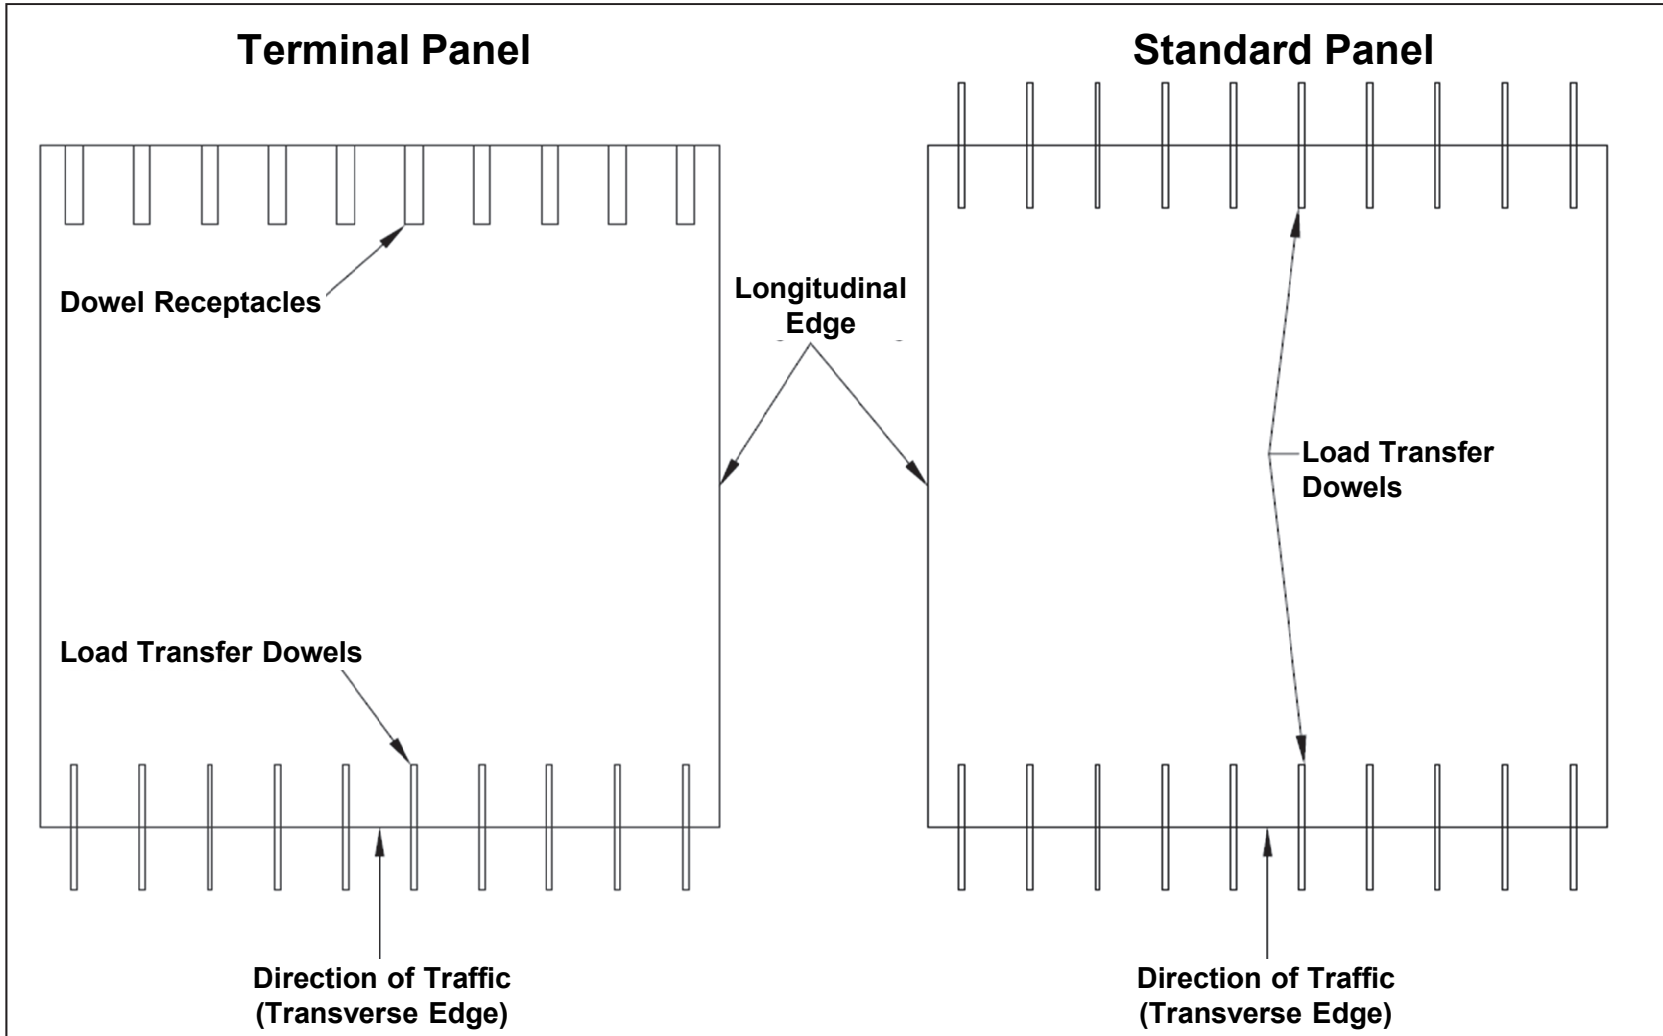 Terminal Panel
Standard Panel
Dowel Receptacles
Longitudinal
Edge
Load Transfer
Dowels
Load Transfer Dowels
Direction of Traffic
(Transverse Edge)
Direction of Traffic
(Transverse Edge)